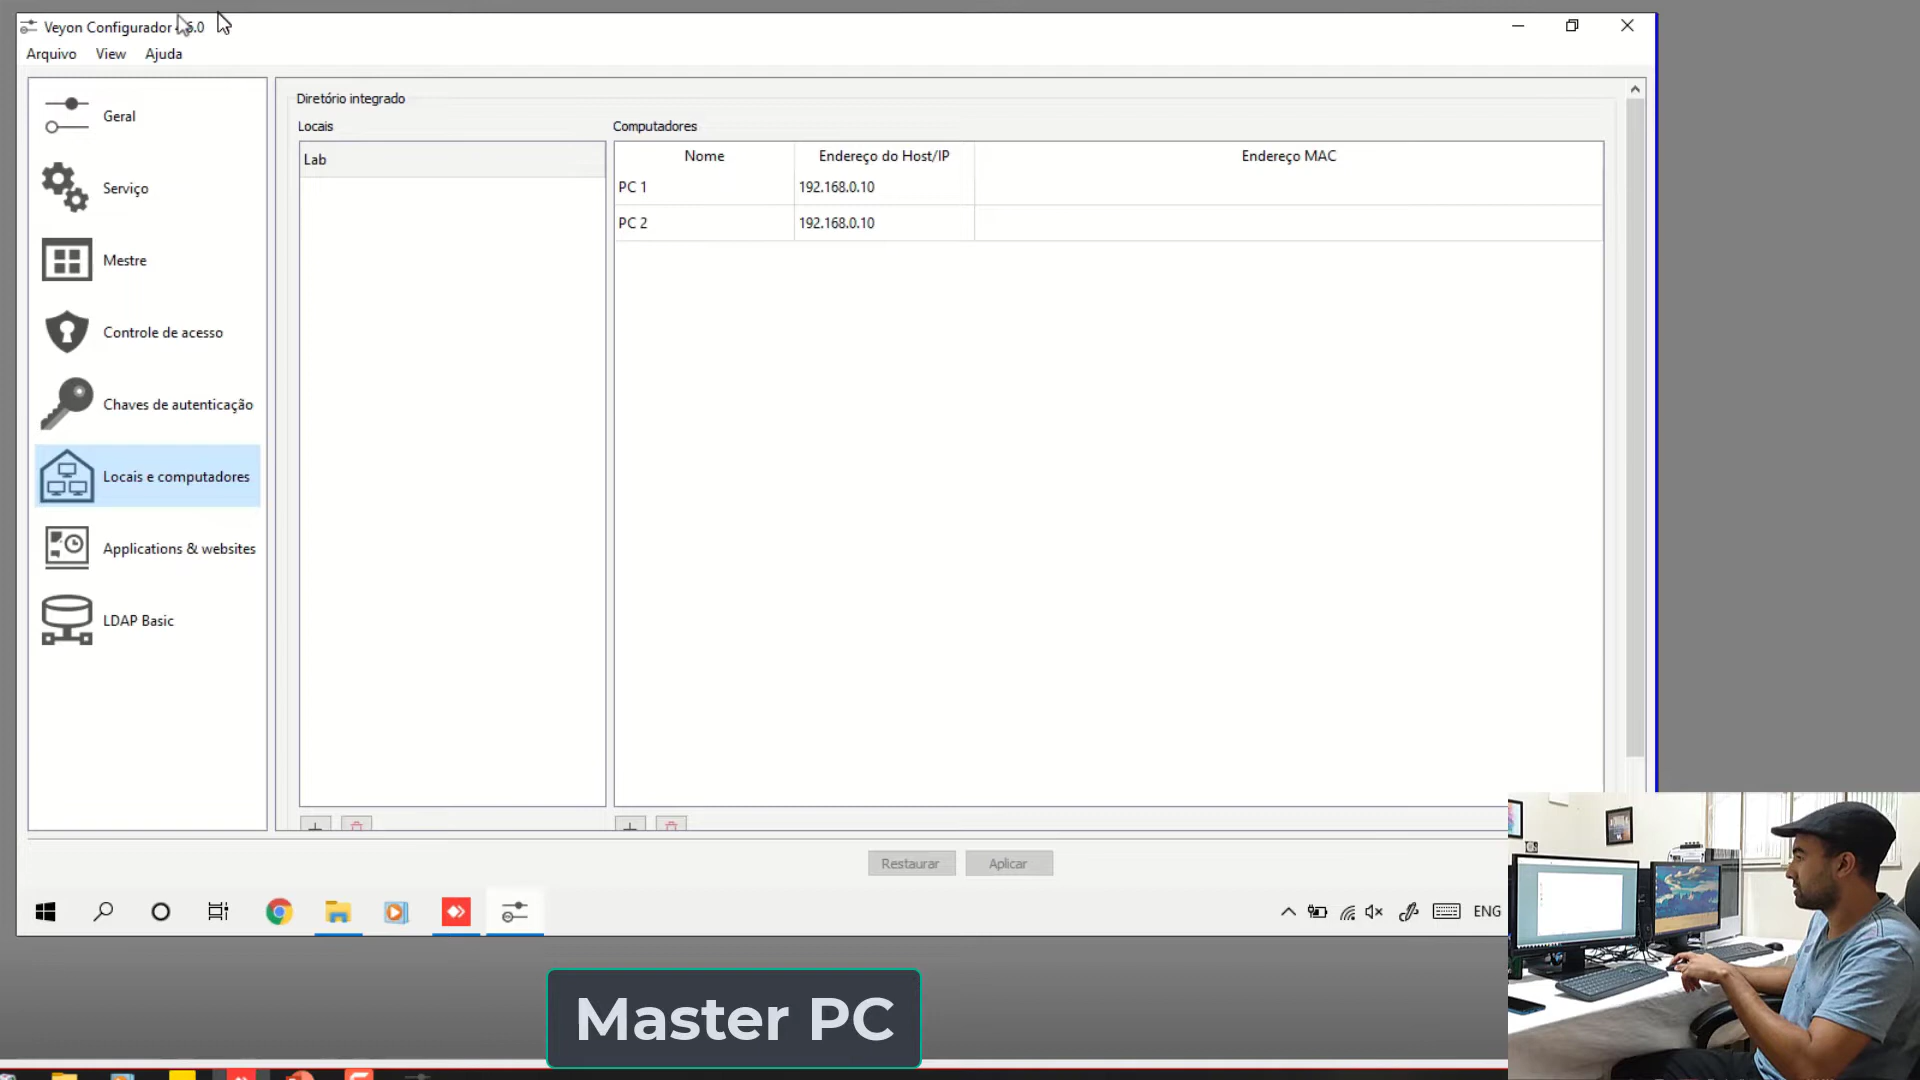 Veyon Configurador
Arquivo View Ajuda
Geral
Serviço
Mestre
Controle de acesso
Chaves de autenticação
Locais e computadores
Applications & websites
LDAP Basic
Diretório integrado
Locais
Lab
Computadores
Nome Endereço do Host/IP Endereço MAC
PC 1 192.168.0.10
PC 2 192.168.0.10
Restaurar Aplicar
ENG
Master PC